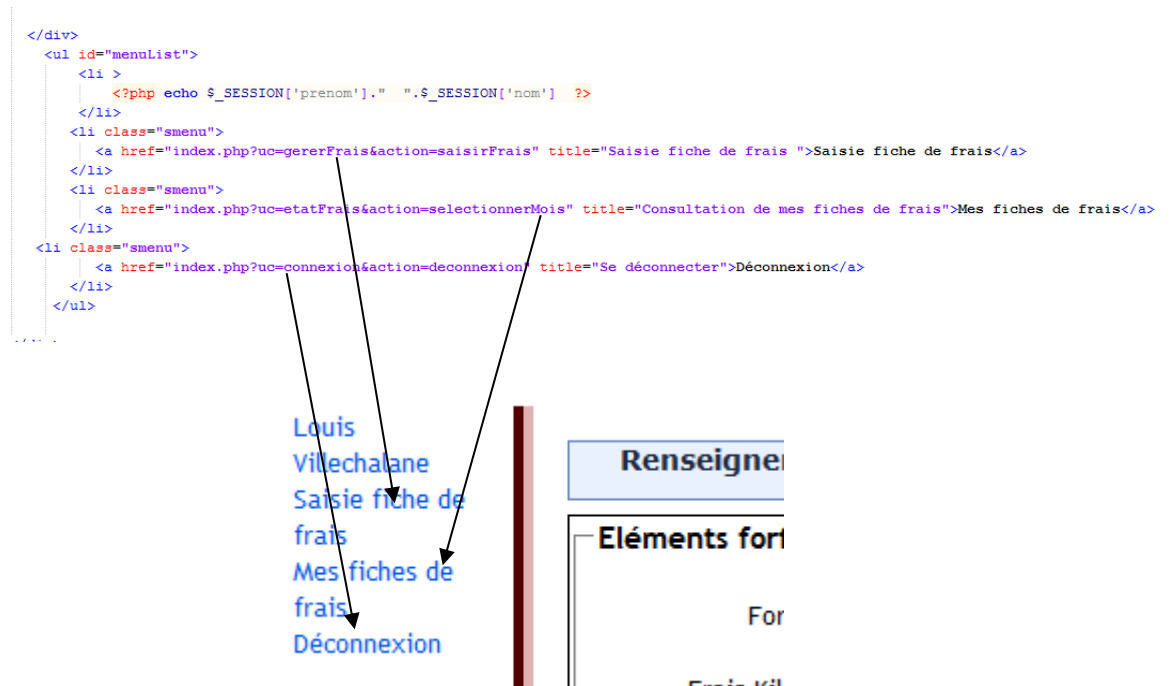 </div>
<ul id="menuList">
<li >
<?php echo $_SESSION['prenom']."  ".$_SESSION['nom']  ?>
</li>
<li class="smenu">
<a href="index.php?uc=gererFrais&action=saisirFrais" title="Saisie fiche de frais ">Saisie fiche de frais</a>
</li>
<li class="smenu">
<a href="index.php?uc=etatFrais&action=selectionnerMois" title="Consultation de mes fiches de frais">Mes fiches de frais</a>
</li>
<li class="smenu">
<a href="index.php?uc=connexion&action=deconnexion" title="Se déconnecter">Déconnexion</a>
</li>
</ul>
Louis
Villechalane
Saisie fiche de
frais
Mes fiches de
frais
Déconnexion
Renseigner
Eléments forf
For